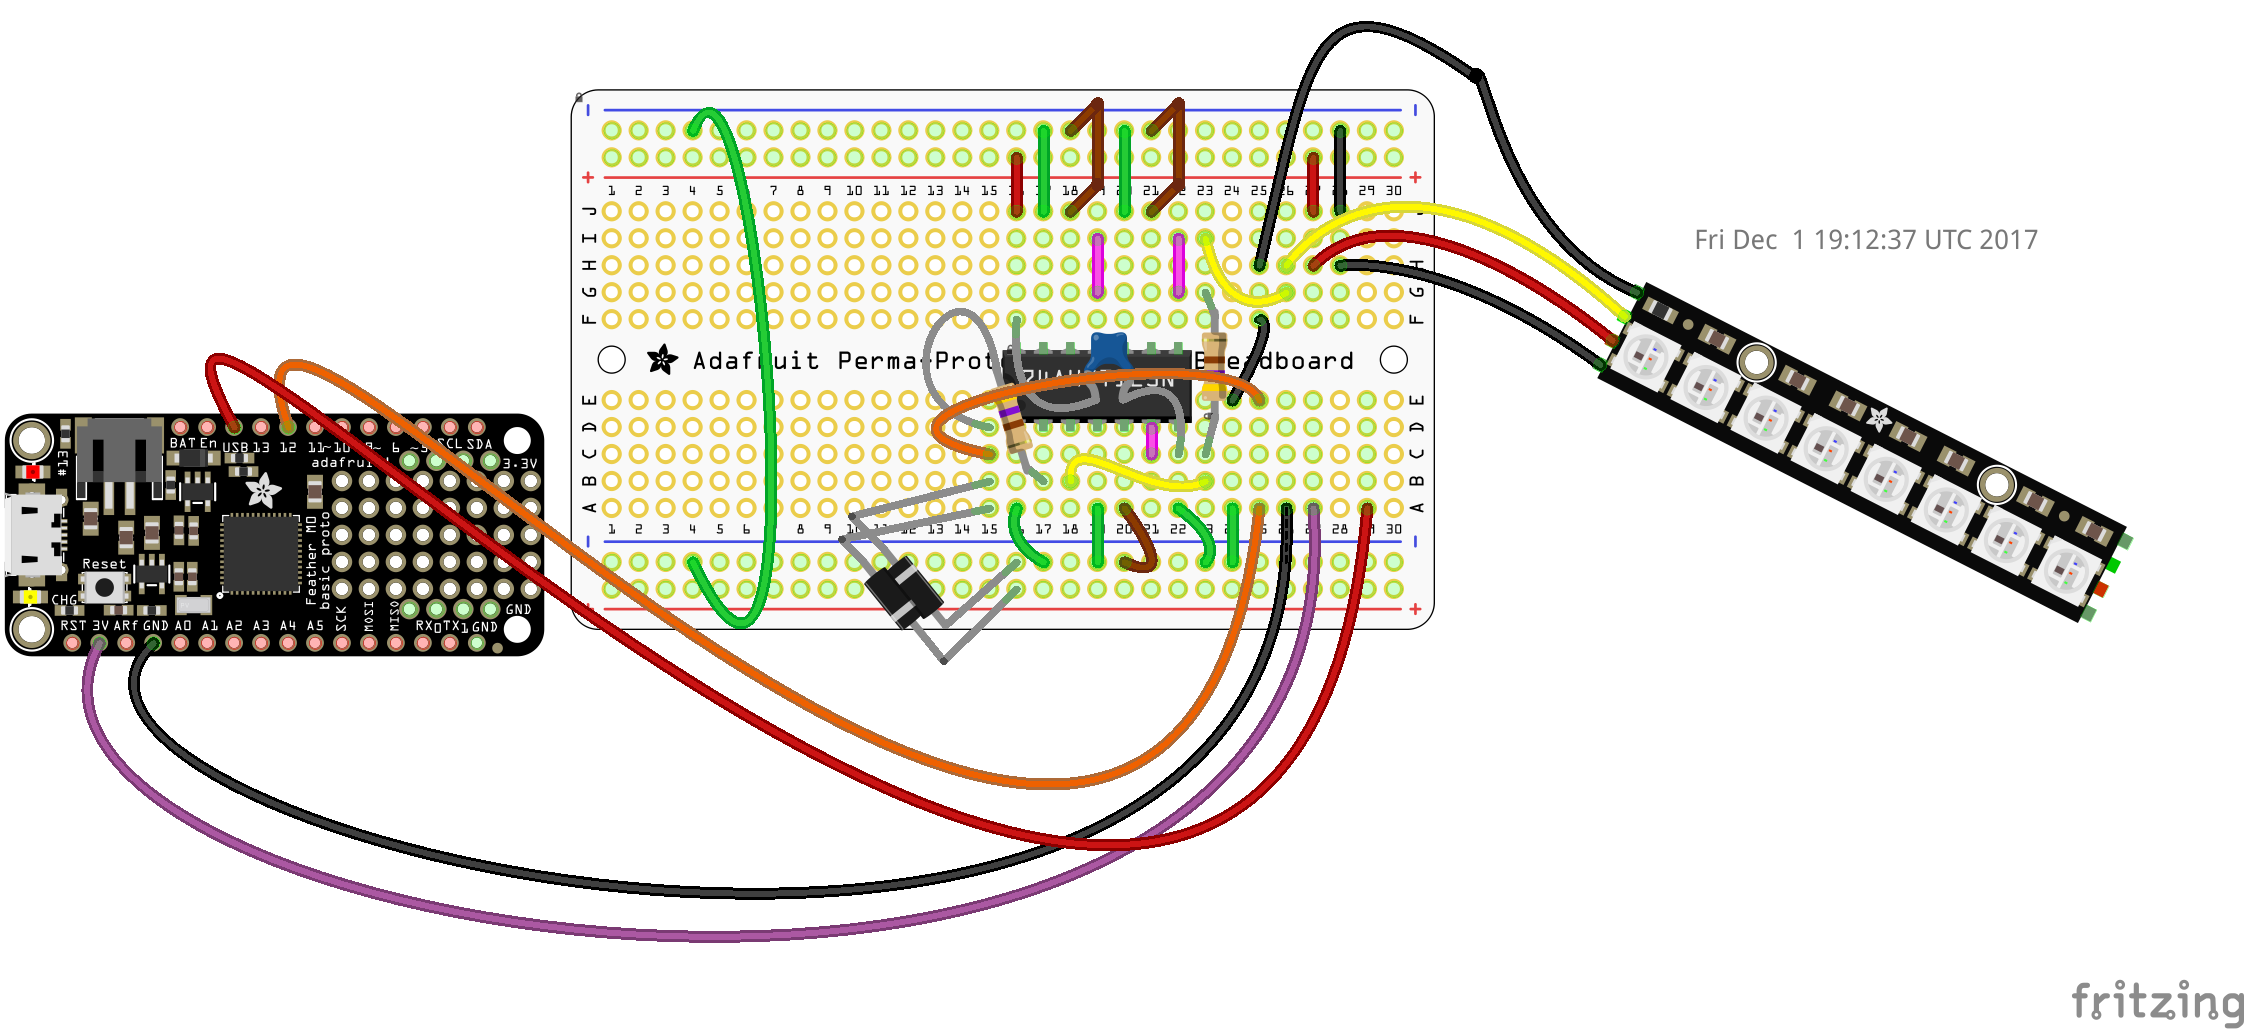 1 2 3 4 5 7 8 9 10 11 12 13 14 15 18 21 23 24 25 29 30
J
I
H
G
F
Adafruit Perma-Proto Breadboard
E
D
C
B
A
1 2 3 4 5 7 8 9 10 11 12 13 14 15 17 20 21 22 28 30
Fri Dec 1 19:12:37 UTC 2017
BAT En USB 13 12 11~ 6 SCL SDA
#13
adafruit
3.3V
Feather M0
basic proto
Reset
CHG
SCK
MOSI
MISO
GND
RST 3V ARf GND A0 A1 A2 A3 A4 A5 RX0 TX1 GND
fritzing